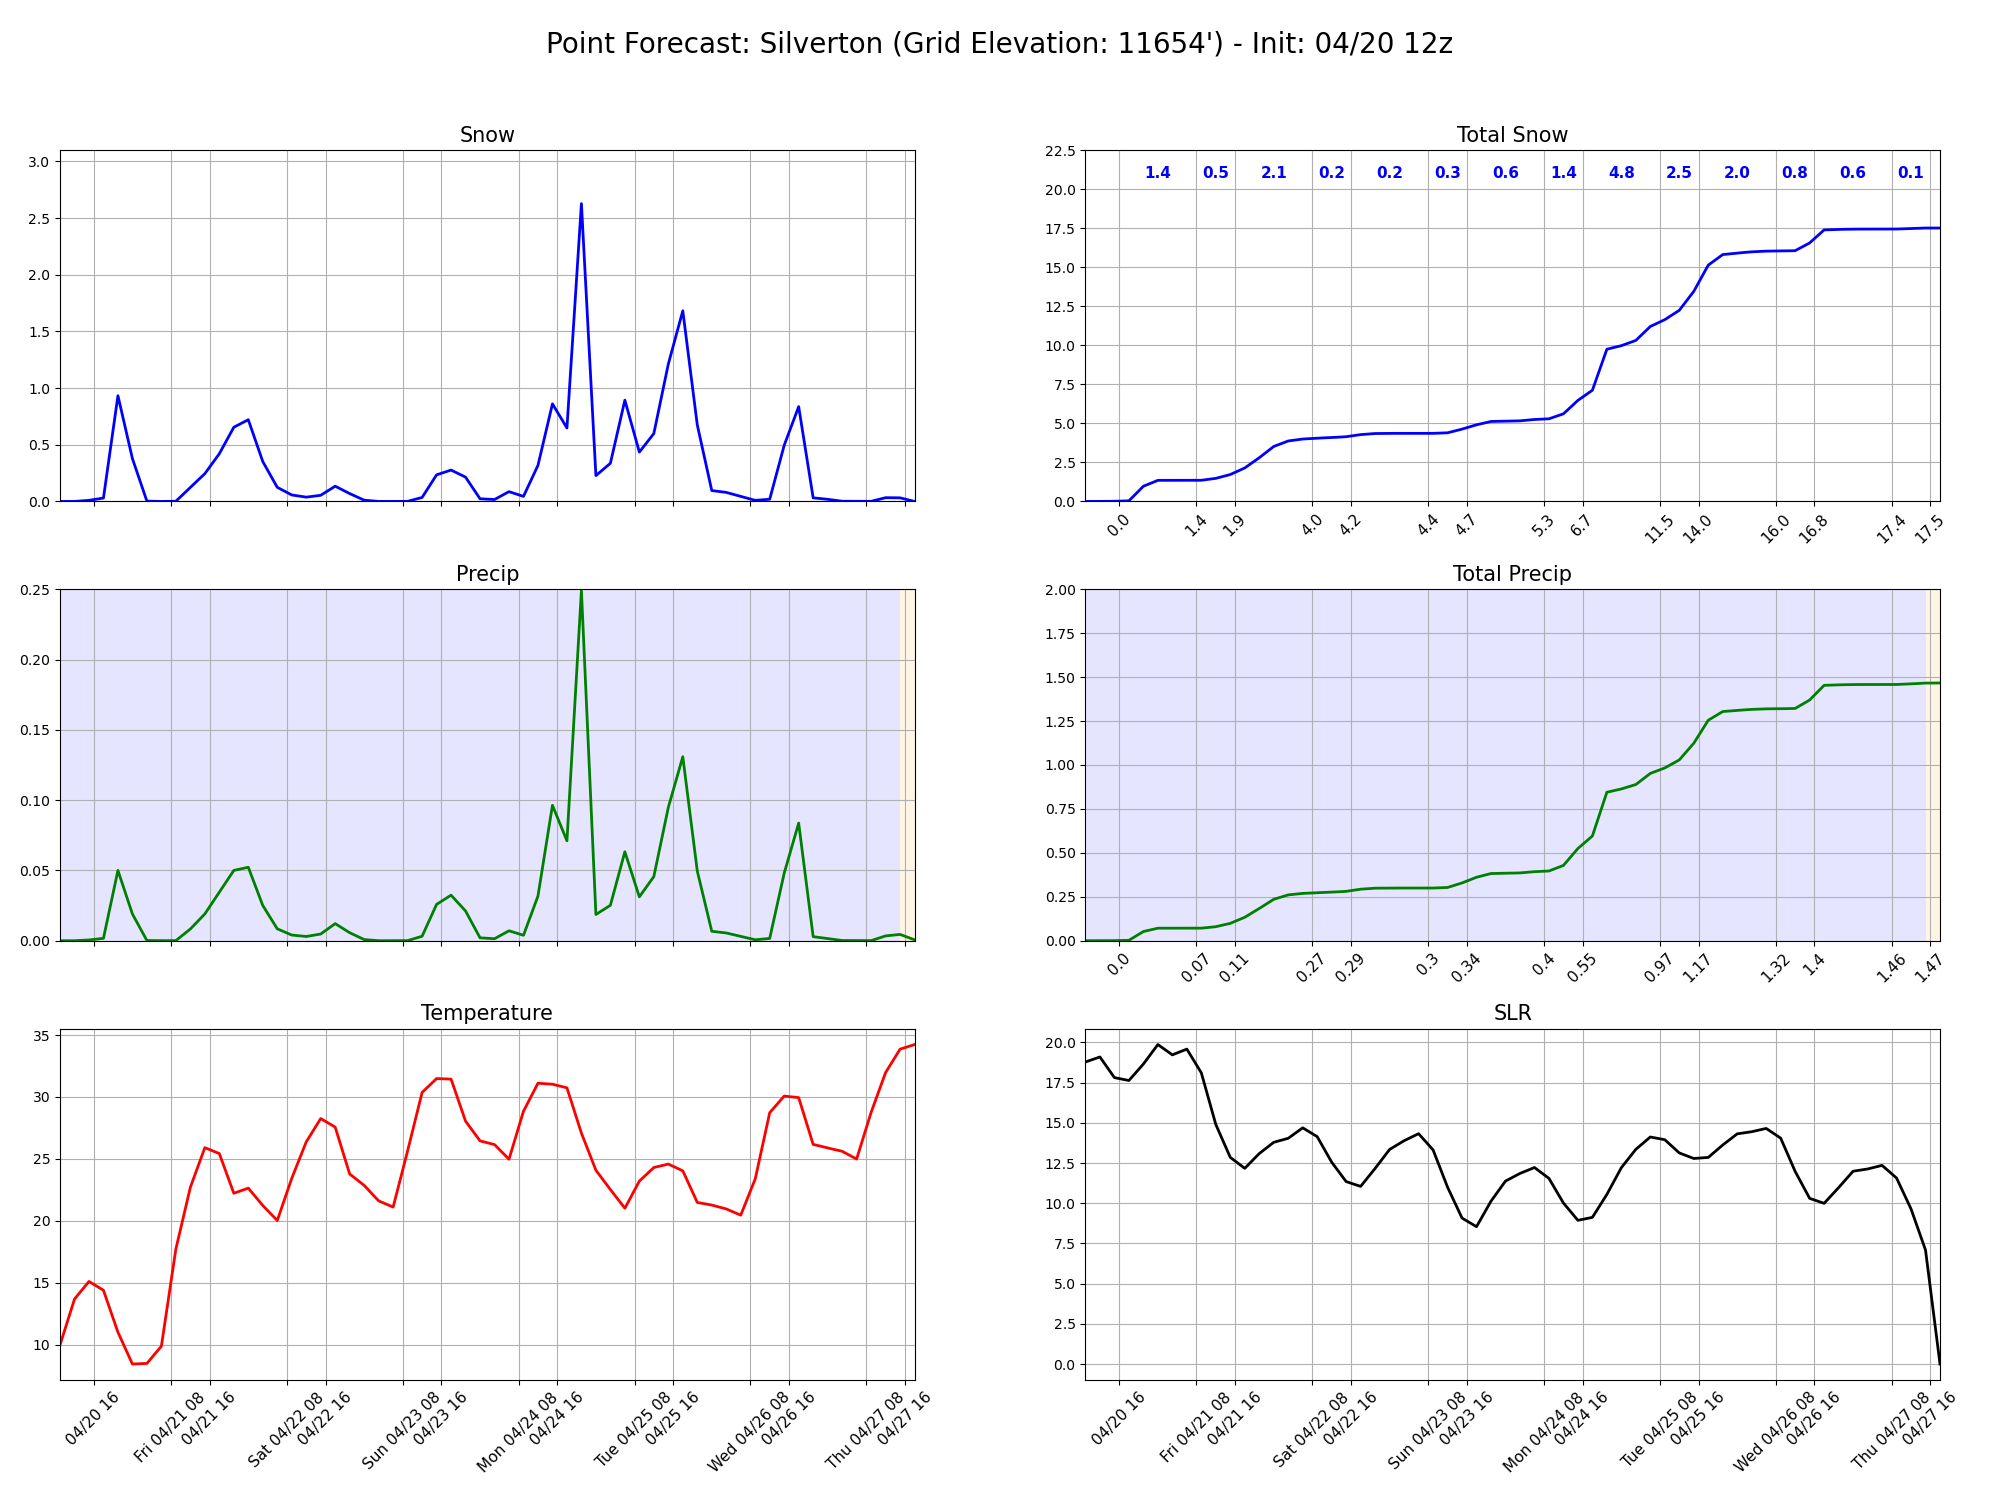 Point Forecast: Silverton (Grid Elevation: 11654') - Init: 04/20 12z
Snow
3.0
2.5
2.0
1.5
1.0
0.5
0.0
Total Snow
22.5
20.0
17.5
15.0
12.5
10.0
7.5
5.0
2.5
0.0
1.4 0.5 2.1 0.2 0.2 0.3 0.6 1.4 4.8 2.5 2.0 0.8 0.6 0.1
0.0 1.4 1.9 4.0 4.2 4.4 4.7 5.3 6.7 11.5 14.0 16.0 16.8 17.4 17.5
Precip
0.25
0.20
0.15
0.10
0.05
0.00
Total Precip
2.00
1.75
1.50
1.25
1.00
0.75
0.50
0.25
0.00
0.0 0.07 0.11 0.27 0.29 0.3 0.34 0.4 0.55 0.97 1.17 1.32 1.4 1.46 1.47
Temperature
35
30
25
20
15
10
04/20 16
Fri 04/21 08
04/21 16
Sat 04/22 08
04/22 16
Sun 04/23 08
04/23 16
Mon 04/24 08
04/24 16
Tue 04/25 08
04/25 16
Wed 04/26 08
04/26 16
Thu 04/27 08
04/27 16
SLR
20.0
17.5
15.0
12.5
10.0
7.5
5.0
2.5
0.0
04/20 16
Fri 04/21 08
04/21 16
Sat 04/22 08
04/22 16
Sun 04/23 08
04/23 16
Mon 04/24 08
04/24 16
Tue 04/25 08
04/25 16
Wed 04/26 08
04/26 16
Thu 04/27 08
04/27 16